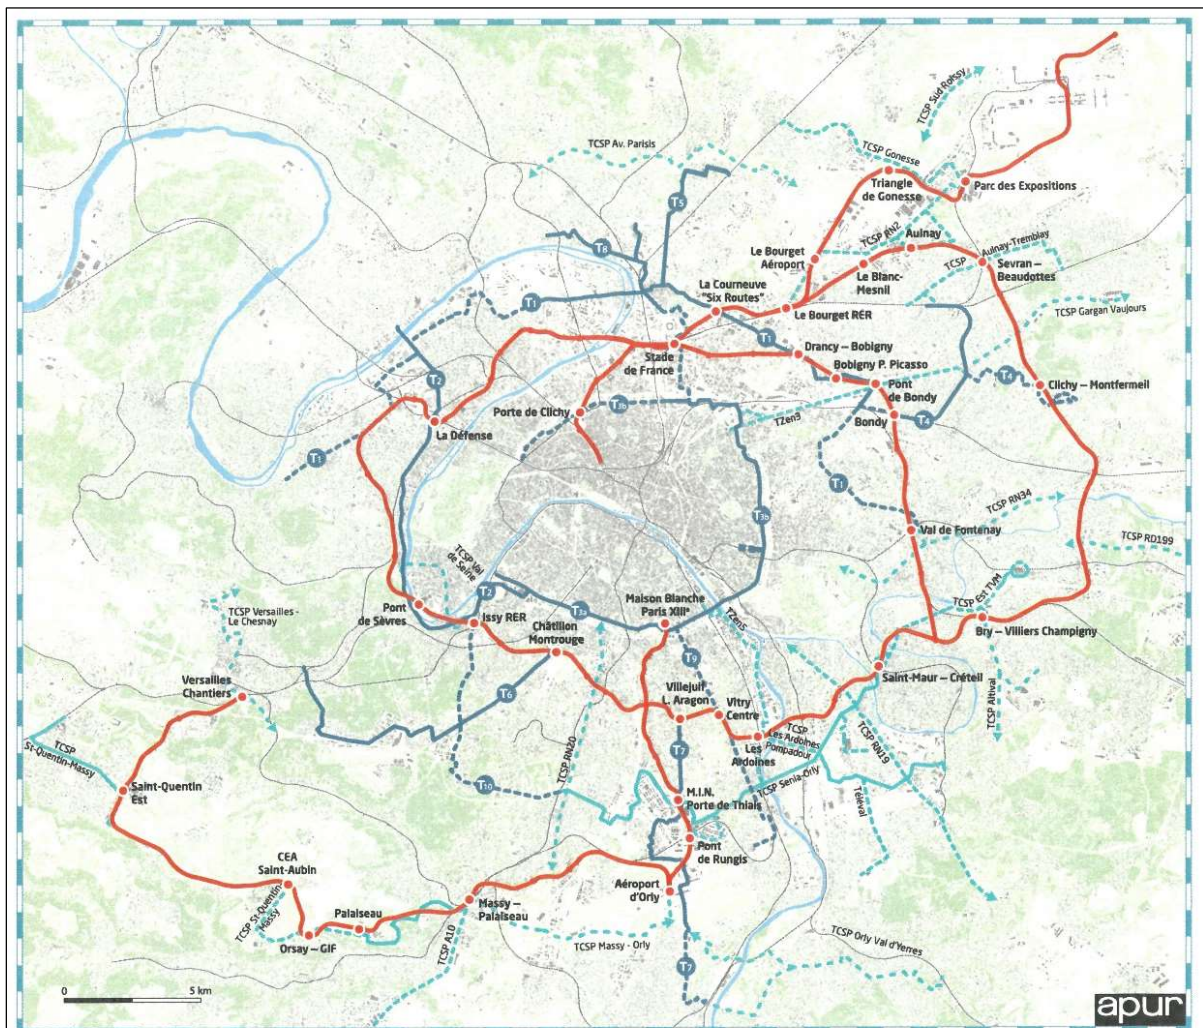 TCSP Sud Roissy
TCSP Av. Parisis
TCSP Gonesse
T5
Triangle
de Gonesse
Parc des Expositions
T8
TCSP RN2
Aulnay
Le Bourget
Aéroport
Le Blanc-
Mesnil
TCSP
Aulnay-Tremblay
Sevran —
Beaudottes
T1
La Courneuve
"Six Routes"
Le Bourget RER
TCSP Gargan Vaujours
Stade
de France
T1
Drancy — Bobigny
Bobigny P. Picasso
T2
Pont
de Bondy
T4
Clichy — Montfermeil
Porte de Clichy
T3b
TZen3
Bondy
T4
La Défense
T1
T1
TCSP RN34
T3b
Val de Fontenay
TCSP RD199
TCSP Val
de Seine
TCSP Est TVM
T2
Pont
de Sèvres
Issy RER
T3a
Maison Blanche
Paris XIIIe
TZen5
TCSP Versailles -
Le Chesnay
Châtillon
Montrouge
Bry — Villiers Champigny
T9
Saint-Maur — Créteil
Versailles
Chantiers
T6
Villejuif
L. Aragon
Vitry
Centre
TCSP Altival
TCSP
St-Quentin-Massy
TCSP RN20
T7
Les
Ardoines
TCSP
Les Ardoines
Pompadour
TCSP RN19
Saint-Quentin
Est
T10
TCSP Senia-Orly
M.I.N.
Porte de Thiais
Téléval
Pont
de Rungis
CEA
Saint-Aubin
Aéroport
d'Orly
TCSP St-Quentin
Massy
Palaiseau
Massy —
Palaiseau
Orsay — GIF
TCSP A10
TCSP Massy - Orly
TCSP Orly Val d'Yerres
T7
0
5 km
apur